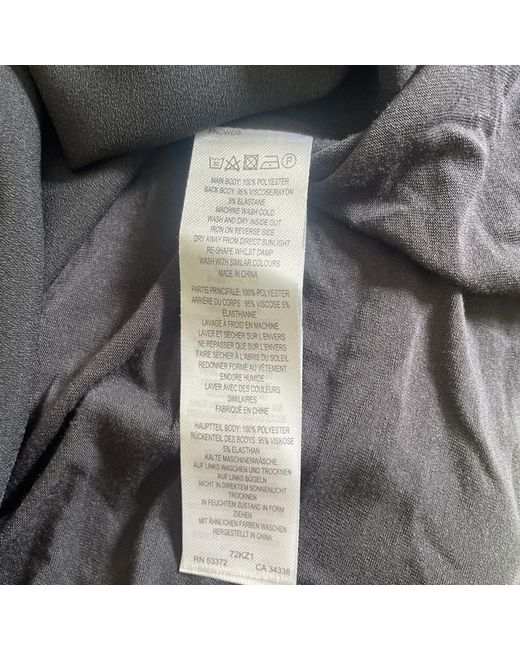 FNCWDB
MAIN BODY: 100% POLYESTER
BACK BODY: 95% VISCOSE/RAYON
5% ELASTANE
MACHINE WASH COLD.
WASH AND DRY INSIDE OUT
IRON ON REVERSE SIDE
DRY AWAY FROM DIRECT SUNLIGHT
RE-SHAPE WHILST DAMP
WASH WITH SIMILAR COLOURS
MADE IN CHINA
PARTIE PRINCIPALE: 100% POLYESTER
ARRIÈRE DU CORPS: 95% VISCOSE 5%
ÉLASTHANNE
LAVAGE À FROID EN MACHINE.
LAVER ET SÉCHER SUR L'ENVERS
NE REPASSER QUE SUR L'ENVERS
FAIRE SÉCHER À L'ABRIS DU SOLEIL
REDONNER FORME AU VÊTEMENT
ENCORE HUMIDE
LAVER AVEC DES COULEURS
SIMILAIRES
FABRIQUÉ EN CHINE
HAUPTTEIL BODY: 100% POLYESTER
RÜCKENTEIL DES BODYS: 95% VISKOSE
5% ELASTHAN
KALTE MASCHINENWÄSCHE.
AUF LINKS WASCHEN UND TROCKNEN
AUF LINKS BÜGELN
NICHT IN DIREKTEM SONNENLICHT
TROCKNEN
IN FEUCHTEM ZUSTAND IN FORM
ZIEHEN
MIT ÄHNLICHEN FARBEN WASCHEN
HERGESTELLT IN CHINA
72KZ1
RN 53372 CA 34338